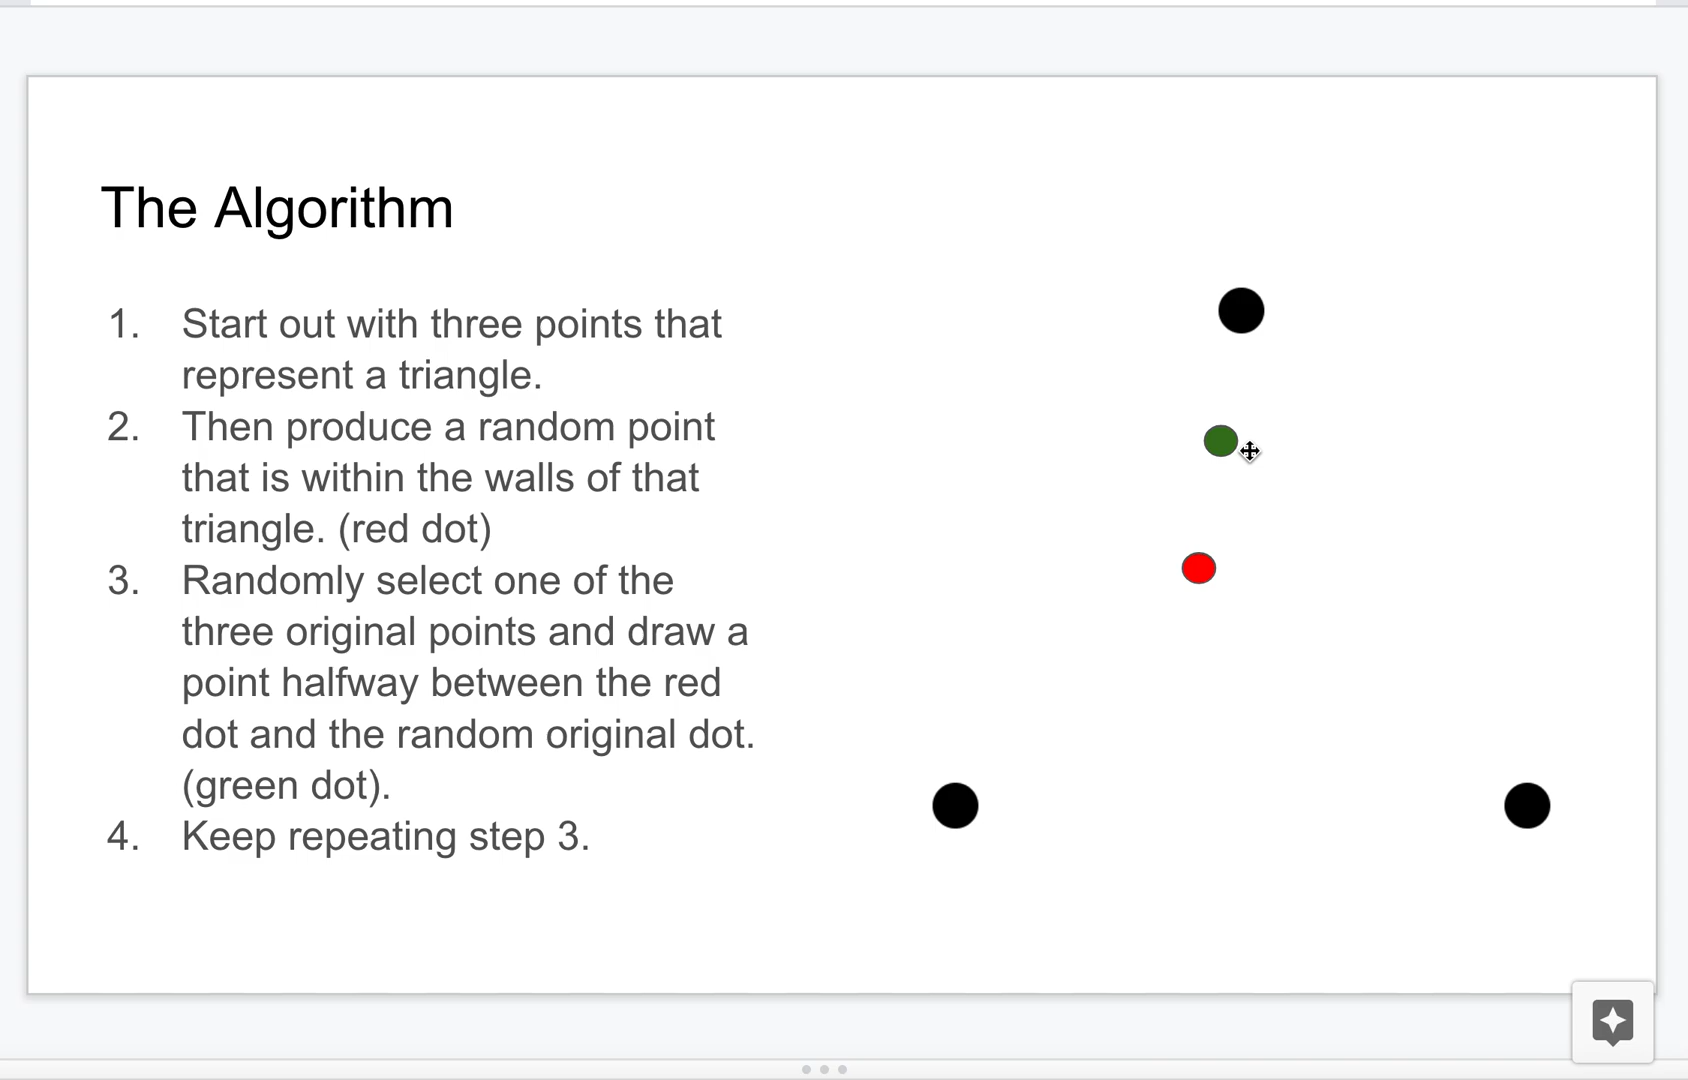 The Algorithm
1. Start out with three points that
represent a triangle.
2. Then produce a random point
that is within the walls of that
triangle. (red dot)
3. Randomly select one of the
three original points and draw a
point halfway between the red
dot and the random original dot.
(green dot).
4. Keep repeating step 3.